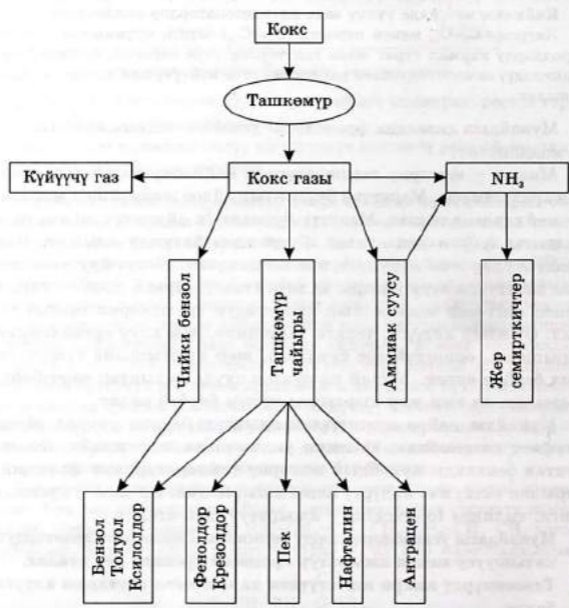 Кокс
Ташкөмүр
Күйүүчү газ
Кокс газы
NH₃
Чийки бензол
Ташкөмүр
чайыры
Аммиак суусу
Жер
семирткичтер
Бензол
Толуол
Ксилолдор
Фенолдор
Крезолдор
Пек
Нафталин
Антрацен